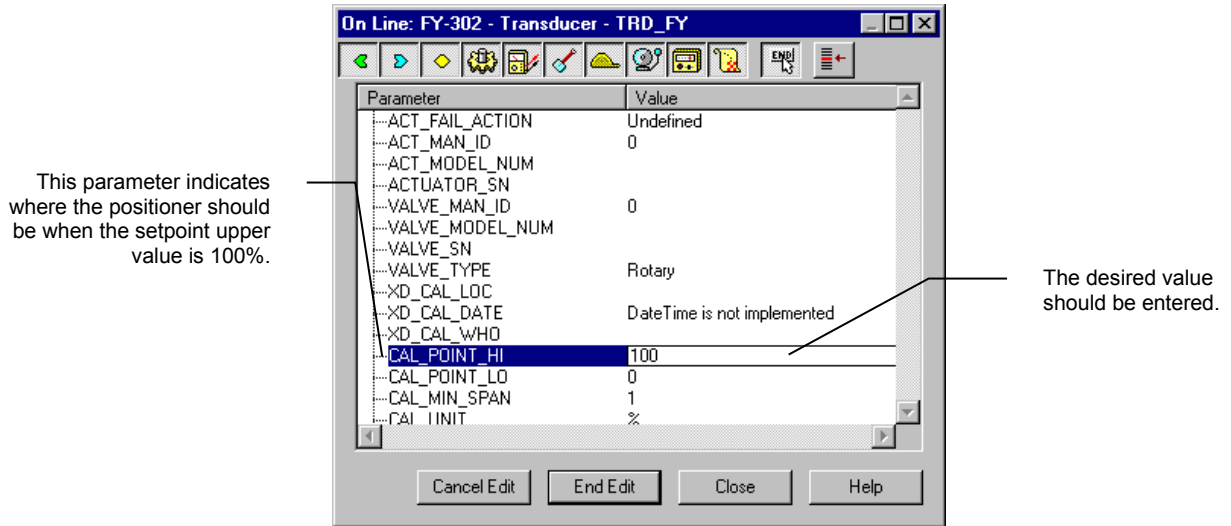 On Line: FY-302 - Transducer - TRD_FY
END
Parameter Value
ACT_FAIL_ACTION Undefined
ACT_MAN_ID 0
ACT_MODEL_NUM
ACTUATOR_SN
VALVE_MAN_ID 0
VALVE_MODEL_NUM
VALVE_SN
VALVE_TYPE Rotary
XD_CAL_LOC
XD_CAL_DATE DateTime is not implemented
XD_CAL_WHO
CAL_POINT_HI 100
CAL_POINT_LO 0
CAL_MIN_SPAN 1
CAL_UNIT %
Cancel Edit End Edit Close Help
This parameter indicates
where the positioner should
be when the setpoint upper
value is 100%.
The desired value
should be entered.